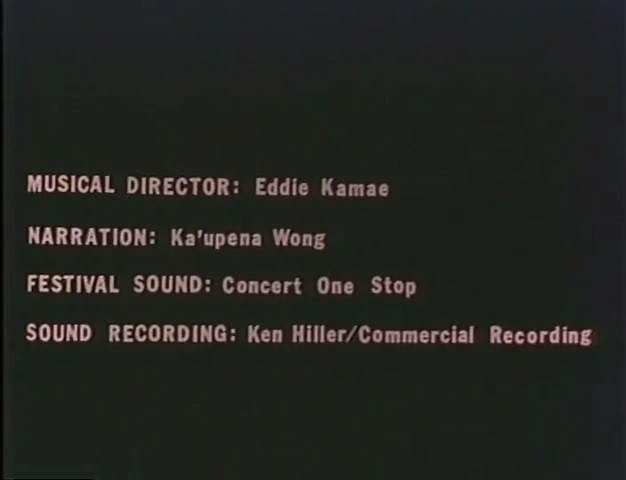 MUSICAL DIRECTOR: Eddie Kamae
NARRATION: Ka'upena Wong
FESTIVAL SOUND: Concert One Stop
SOUND RECORDING: Ken Hiller/Commercial Recording